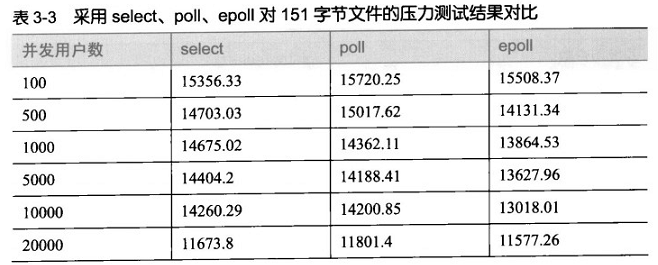 表 3-3 采用 select、poll、epoll 对 151 字节文件的压力测试结果对比
并发用户数 select poll epoll
100 15356.33 15720.25 15508.37
500 14703.03 15017.62 14131.34
1000 14675.02 14362.11 13864.53
5000 14404.2 14188.41 13627.96
10000 14260.29 14200.85 13018.01
20000 11673.8 11801.4 11577.26